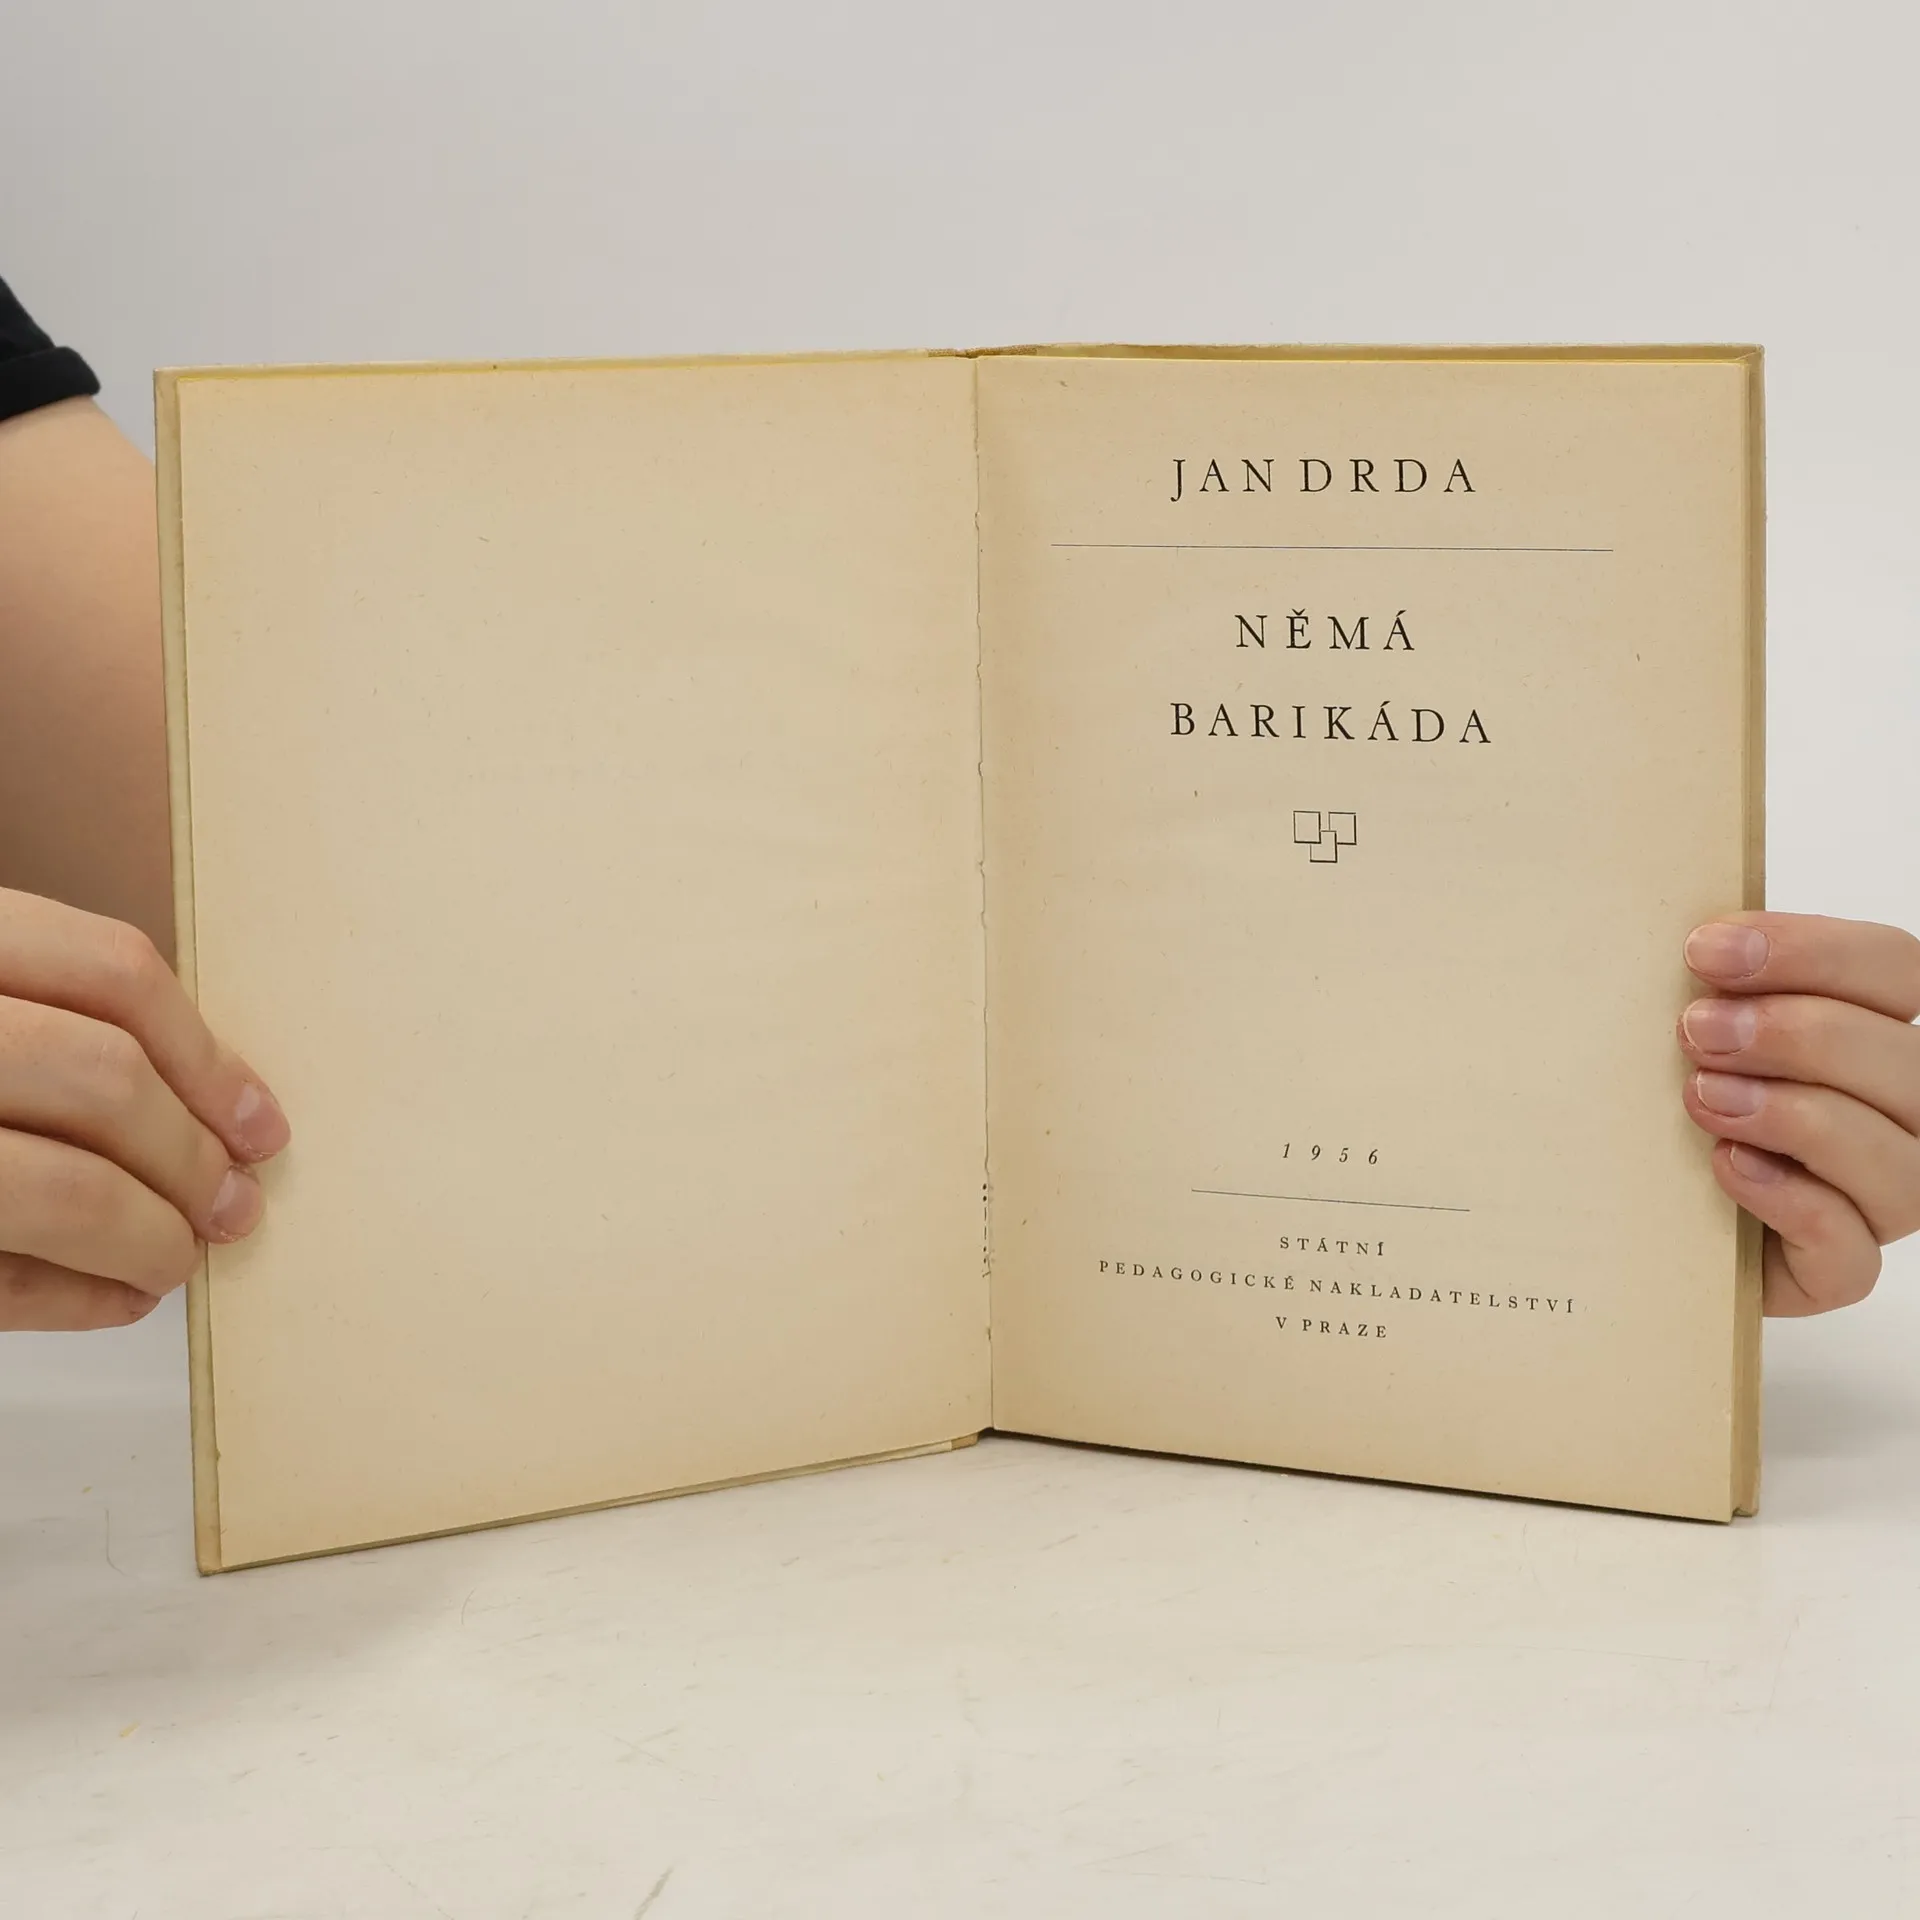 JAN DRDA
NĚMÁ
BARIKÁDA
1956
STÁTNÍ
PEDAGOGICKÉ NAKLADATELSTVÍ
V PRAZE